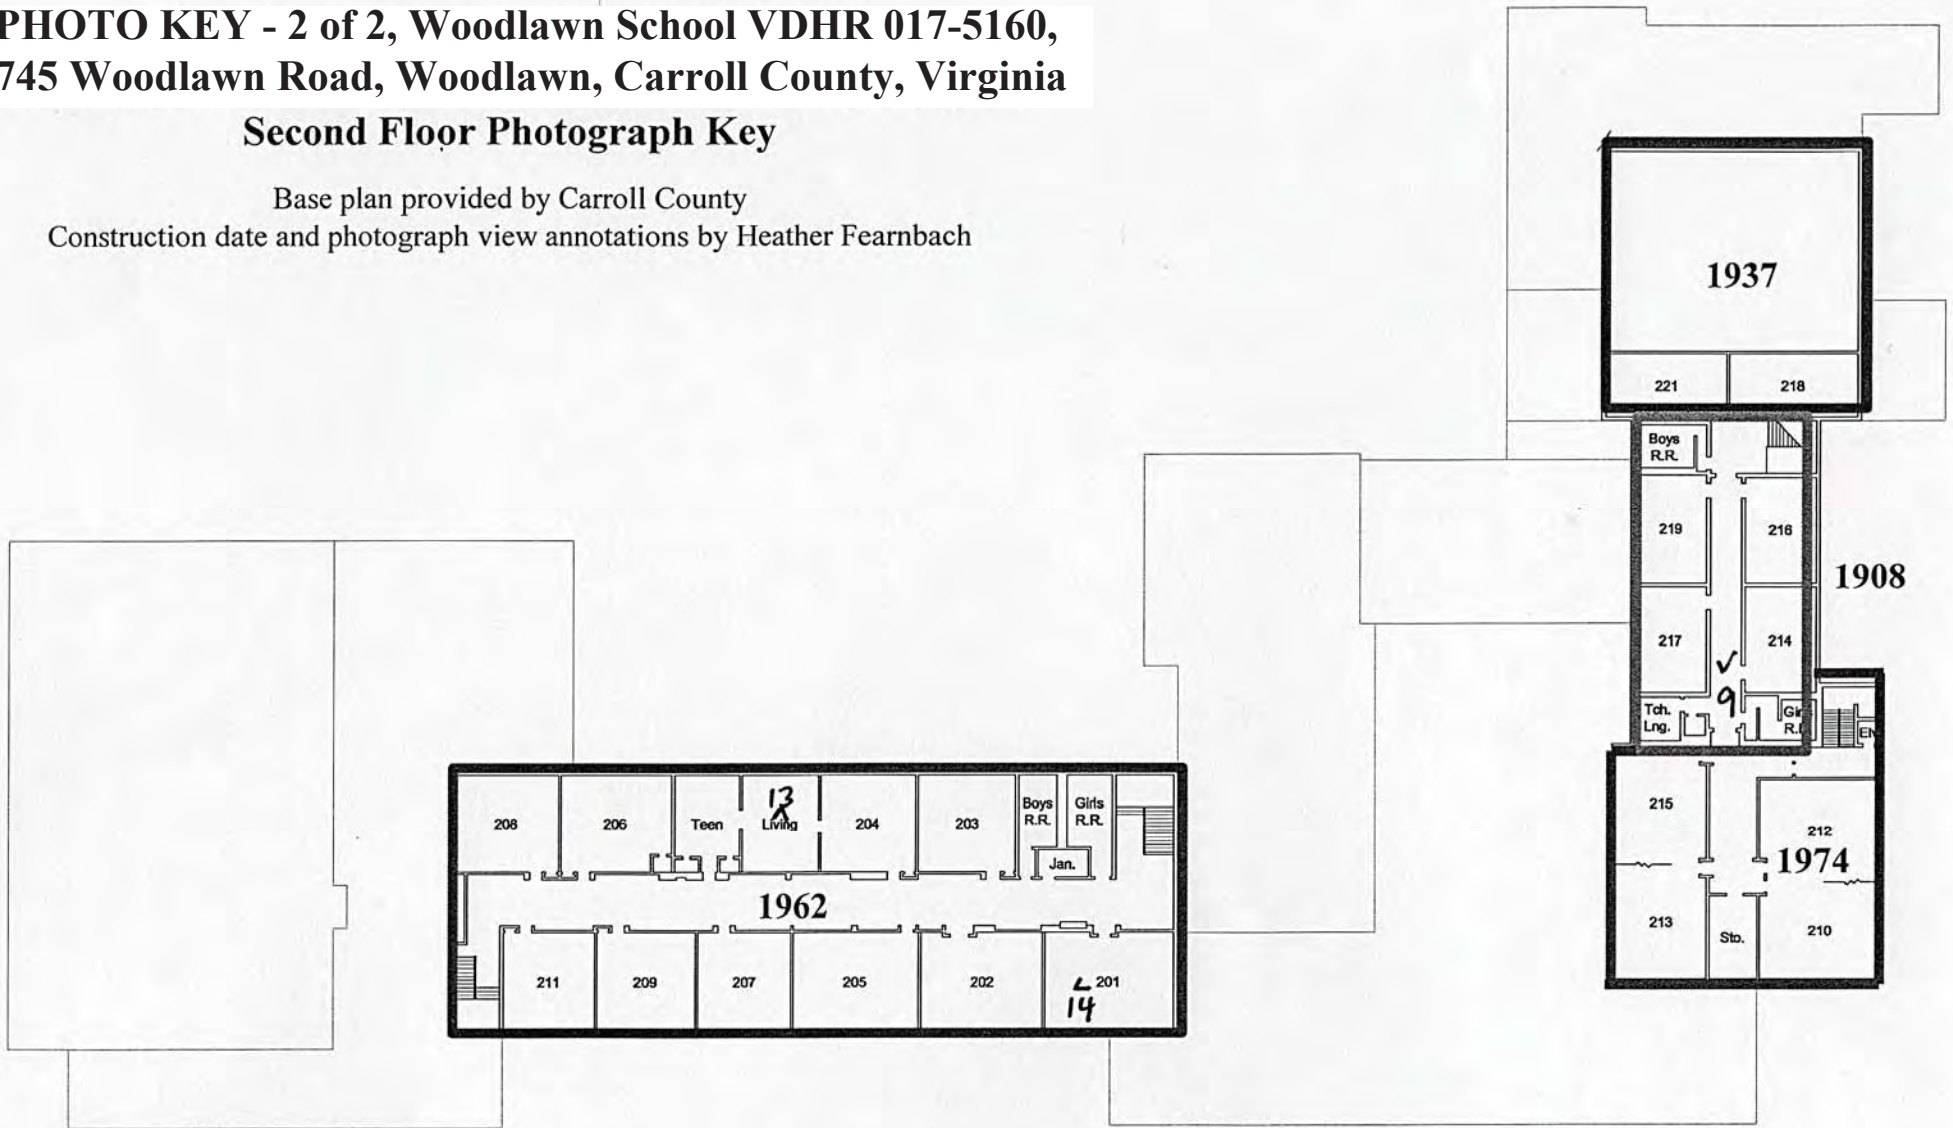 PHOTO KEY - 2 of 2, Woodlawn School VDHR 017-5160,
745 Woodlawn Road, Woodlawn, Carroll County, Virginia
Second Floor Photograph Key
Base plan provided by Carroll County
Construction date and photograph view annotations by Heather Fearnbach
1937
221
218
Boys
R.R.
219
216
1908
217
214
9
Tch.
Lng.
Gir
R.
El
215
212
1974
213
Sto.
210
208
206
Teen
13
Living
204
203
Boys
R.R.
Girls
R.R.
Jan.
1962
211
209
207
205
202
201
14